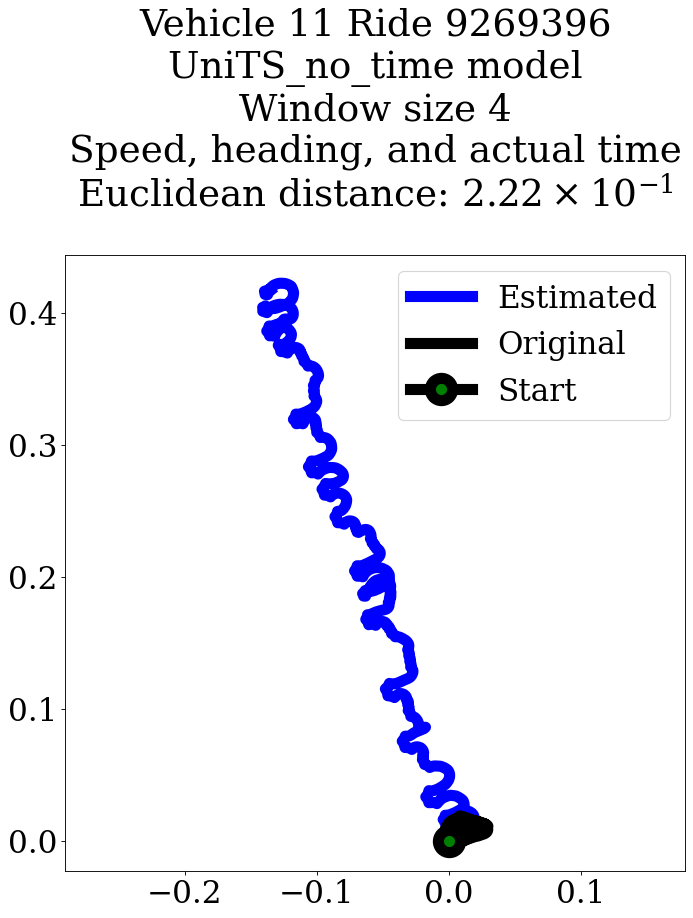 Vehicle 11 Ride 9269396
UniTS_no_time model
Window size 4
Speed, heading, and actual time
Euclidean distance: 2.22 × 10⁻¹
Estimated
Original
Start
0.4
0.3
0.2
0.1
0.0
−0.2
−0.1
0.0
0.1